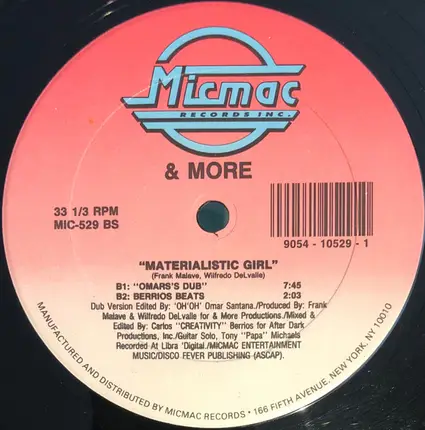 Micmac
RECORDS INC.
& MORE
33 1/3 RPM
MIC-529 BS
9054 - 10529 - 1
"MATERIALISTIC GIRL"
(Frank Malave, Wilfredo DeLvalle)
B1: "OMARS'S DUB" 7:45
B2: BERRIOS BEATS 2:03
Dub Version Edited By: 'OH'OH' Omar Santana./Produced By: Frank
Malave & Wilfredo DeLvalle for & More Productions./Mixed &
Edited By: Carlos "CREATIVITY" Berrios for After Dark
Productions, Inc./Guitar Solo, Tony "Papa" Michaels
Recorded At Libra 'Digital./MICMAC ENTERTAINMENT
MUSIC/DISCO FEVER PUBLISHING (ASCAP).
MANUFACTURED AND DISTRIBUTED BY MICMAC RECORDS • 166 FIFTH AVENUE, NEW YORK, NY 10010